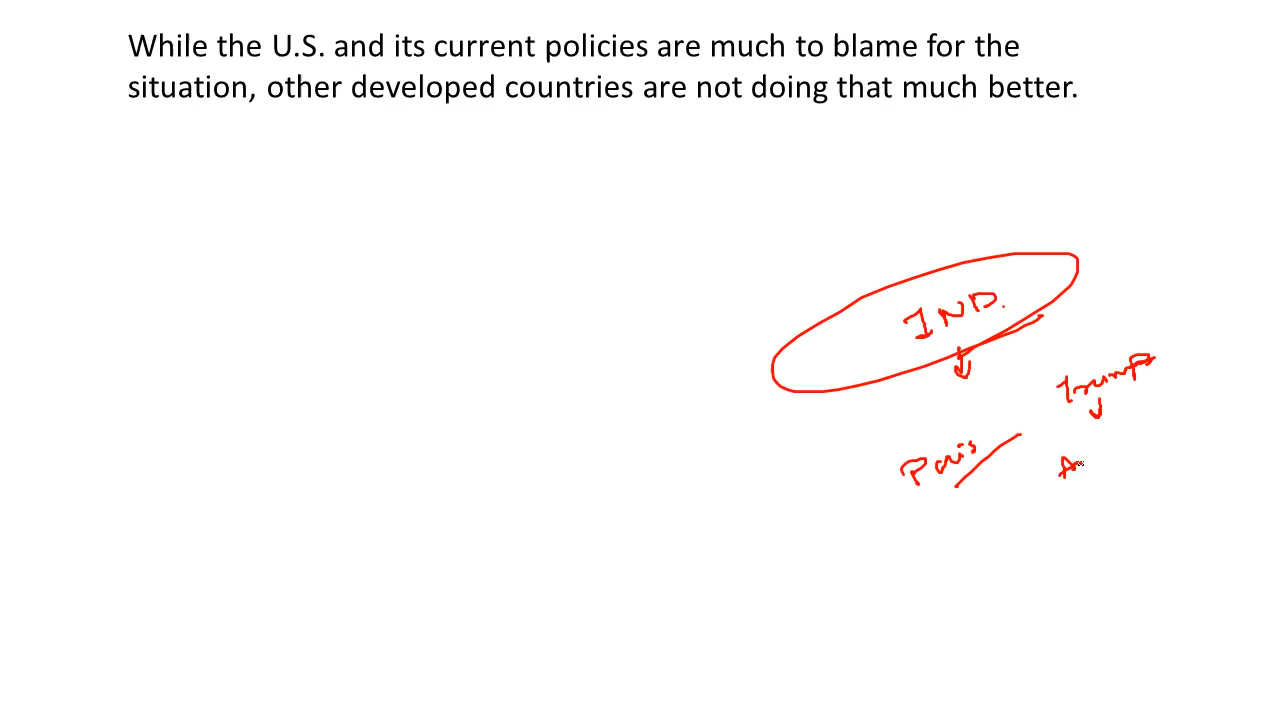 While the U.S. and its current policies are much to blame for the
situation, other developed countries are not doing that much better.
IND.
Trump
Paris
A